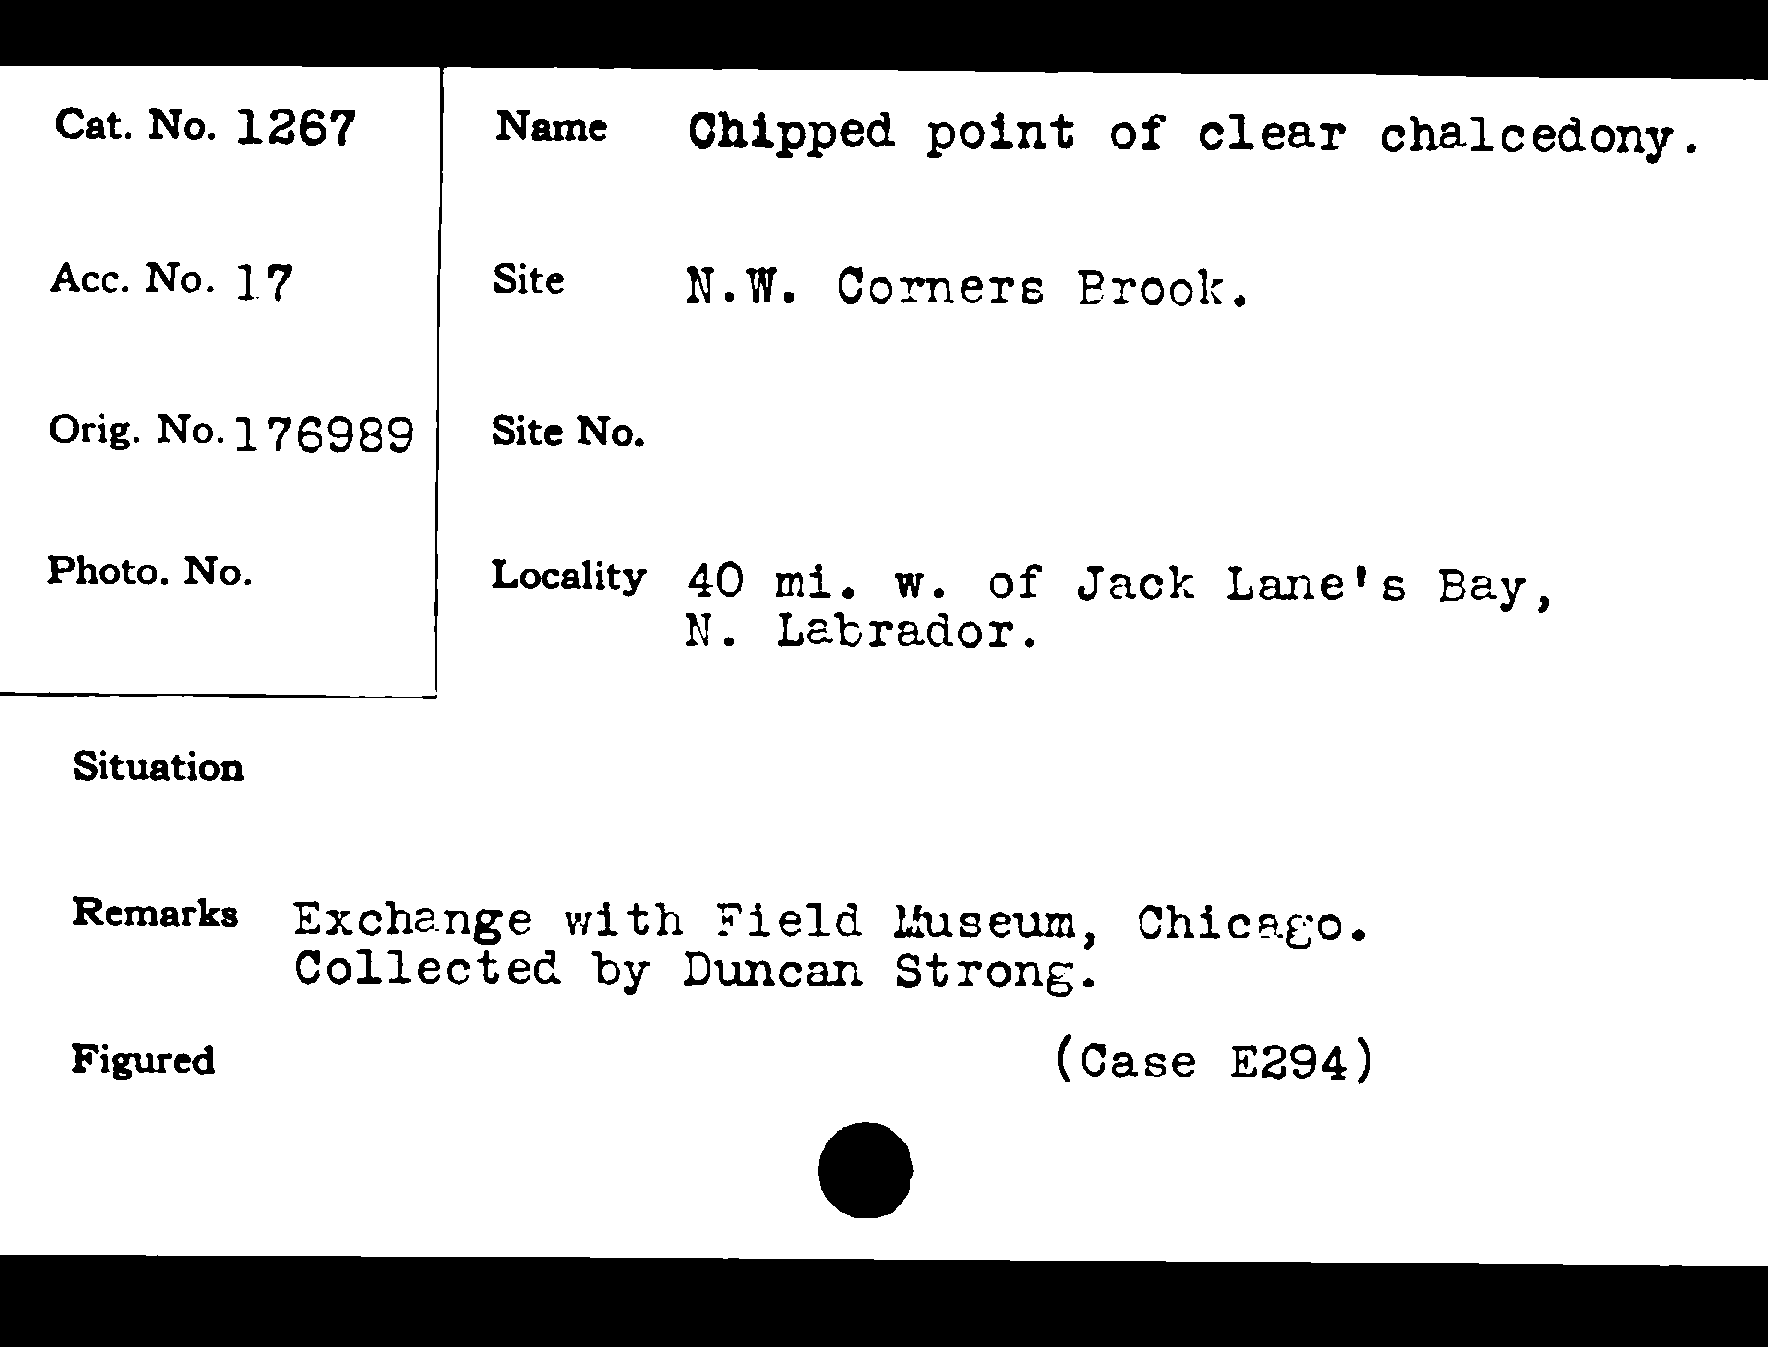 Cat. No. 1267
Name Chipped point of clear chalcedony.
Acc. No. 17
Site N.W. Corners Brook.
Orig. No. 176989
Site No.
Photo. No.
Locality 40 mi. w. of Jack Lane's Bay,
N. Labrador.
Situation
Remarks Exchange with Field Museum, Chicago.
Collected by Duncan Strong.
Figured (Case E294)